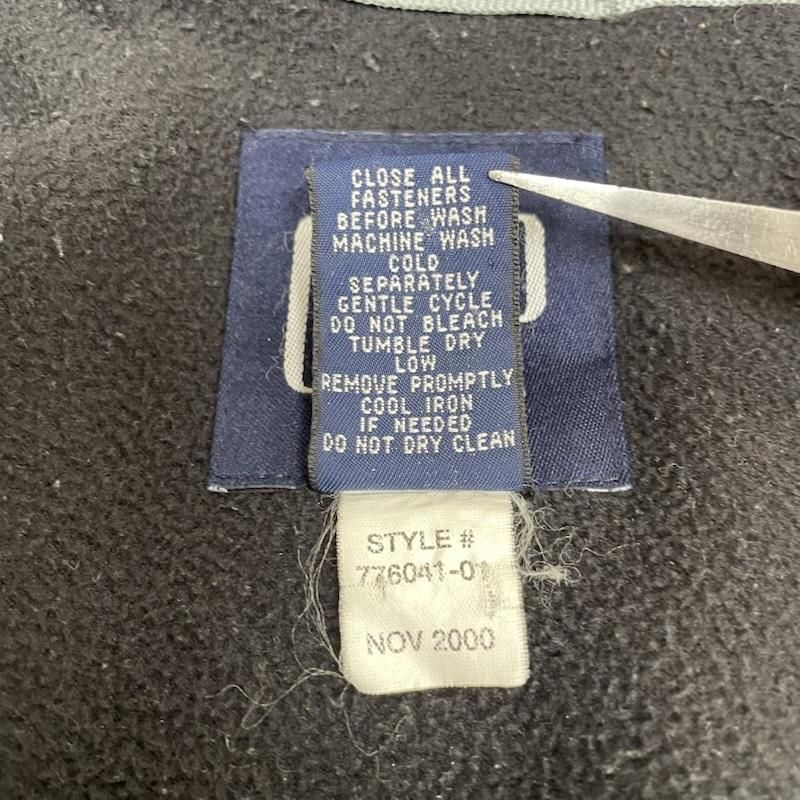 CLOSE ALL
FASTENERS
BEFORE WASH
MACHINE WASH
COLD
SEPARATELY
GENTLE CYCLE
DO NOT BLEACH
TUMBLE DRY
LOW
REMOVE PROMPTLY
COOL IRON
IF NEEDED
DO NOT DRY CLEAN
STYLE #
776041-01
NOV 2000